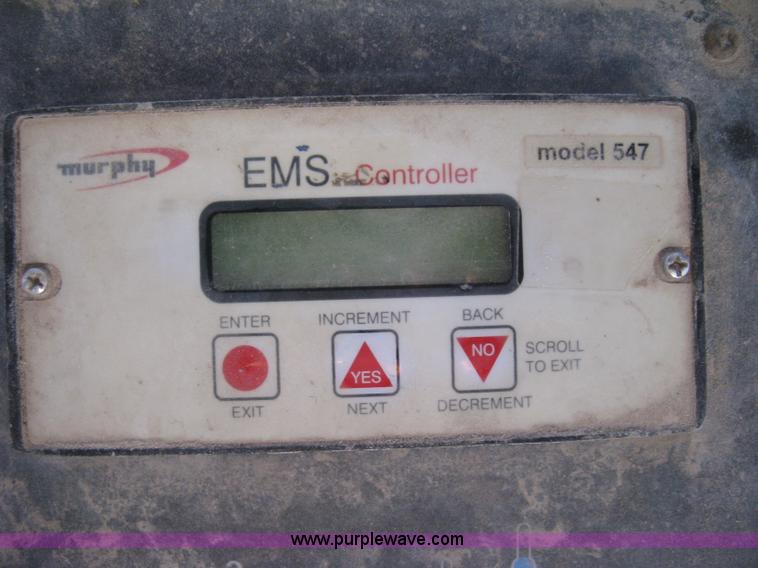 murphy
EMS Controller
model 547
ENTER
INCREMENT
BACK
YES
NO
SCROLL
TO EXIT
EXIT
NEXT
DECREMENT
www.purplewave.com